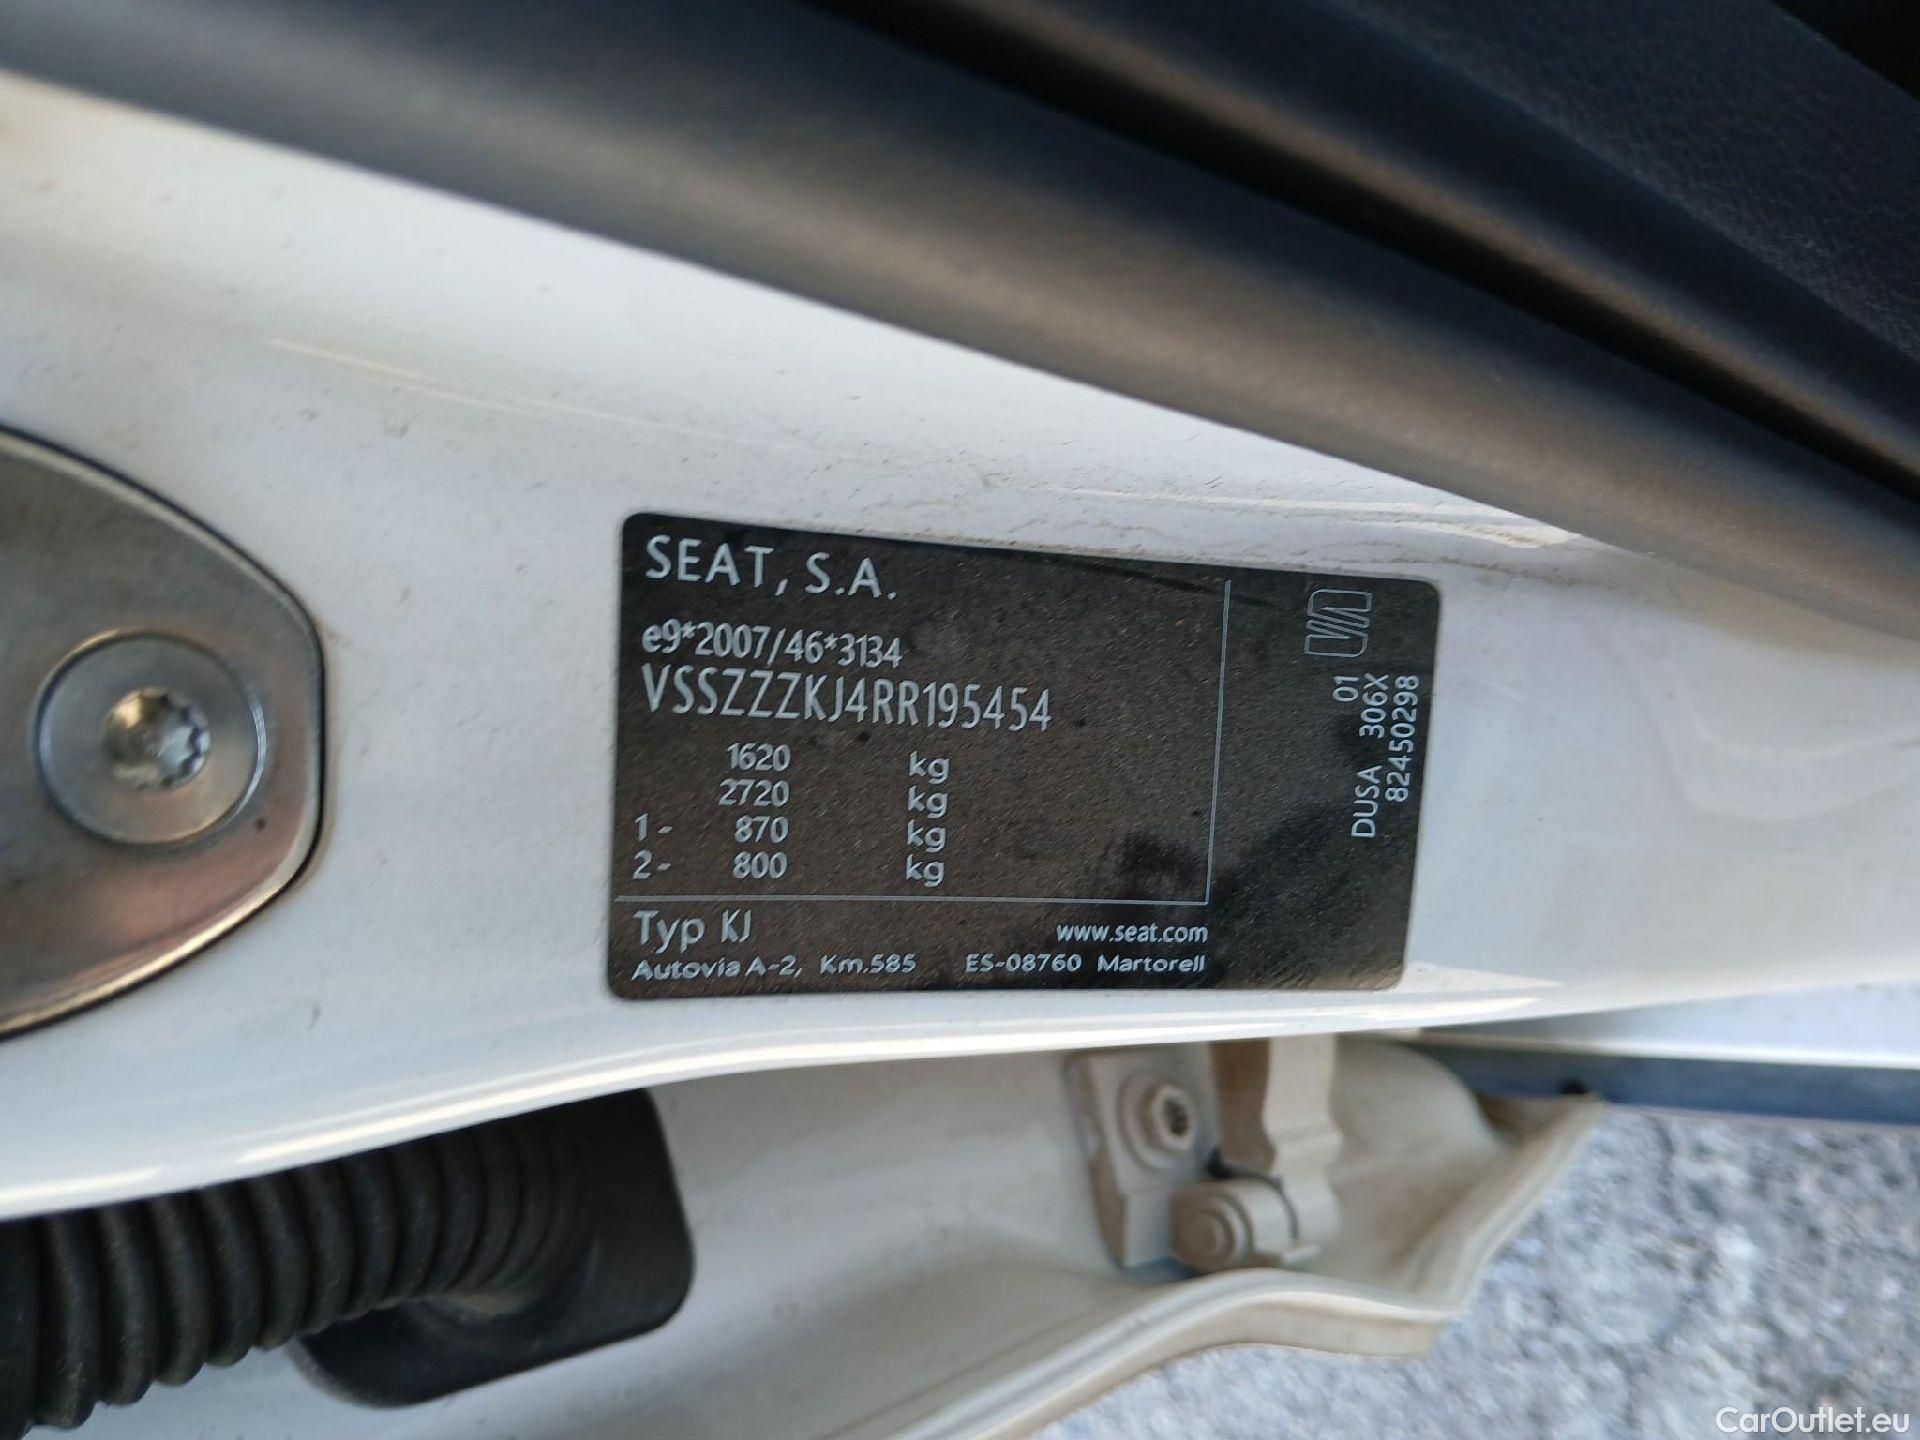 SEAT, S.A.
e9*2007/46*3134
VSSZZZKJ4RR195454
1620 kg
2720 kg
1- 870 kg
2- 800 kg
Typ KJ
www.seat.com
Autovia A-2, Km.585 ES-08760 Martorell
01
DUSA 306X
82450298
CarOutlet.eu